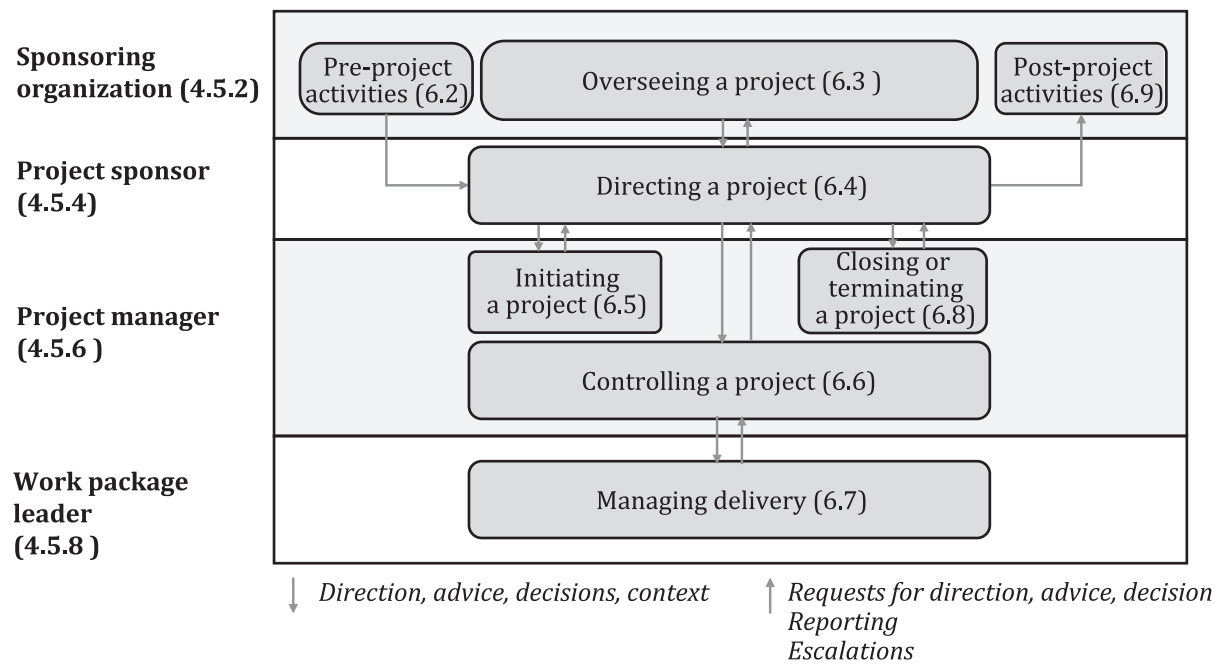 Sponsoring
organization (4.5.2)
Pre-project
activities (6.2)
Overseeing a project (6.3 )
Post-project
activities (6.9)
Project sponsor
(4.5.4)
Directing a project (6.4)
Project manager
(4.5.6 )
Initiating
a project (6.5)
Closing or
terminating
a project (6.8)
Controlling a project (6.6)
Work package
leader
(4.5.8 )
Managing delivery (6.7)
Direction, advice, decisions, context
Requests for direction, advice, decision
Reporting
Escalations